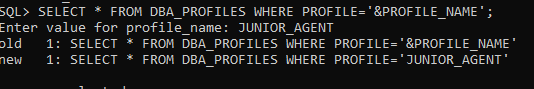 SQL> SELECT * FROM DBA_PROFILES WHERE PROFILE='&PROFILE_NAME';
Enter value for profile_name: JUNIOR_AGENT
old   1: SELECT * FROM DBA_PROFILES WHERE PROFILE='&PROFILE_NAME'
new   1: SELECT * FROM DBA_PROFILES WHERE PROFILE='JUNIOR_AGENT'